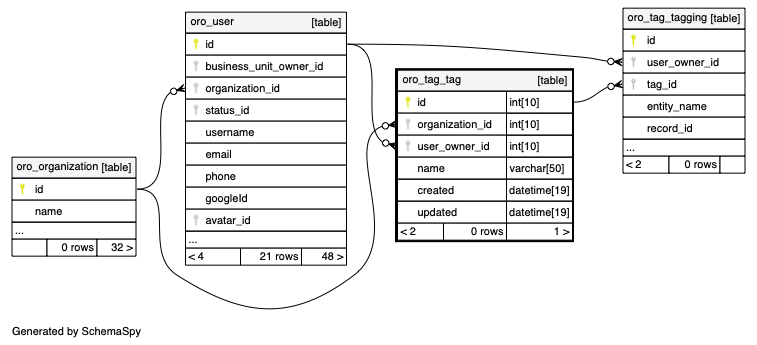 oro_organization [table]
id
name
...
0 rows 32 >
oro_user [table]
id
business_unit_owner_id
organization_id
status_id
username
email
phone
googleId
avatar_id
...
< 4 21 rows 48 >
oro_tag_tag [table]
id int[10]
organization_id int[10]
user_owner_id int[10]
name varchar[50]
created datetime[19]
updated datetime[19]
< 2 0 rows 1 >
oro_tag_tagging [table]
id
user_owner_id
tag_id
entity_name
record_id
...
< 2 0 rows
Generated by SchemaSpy